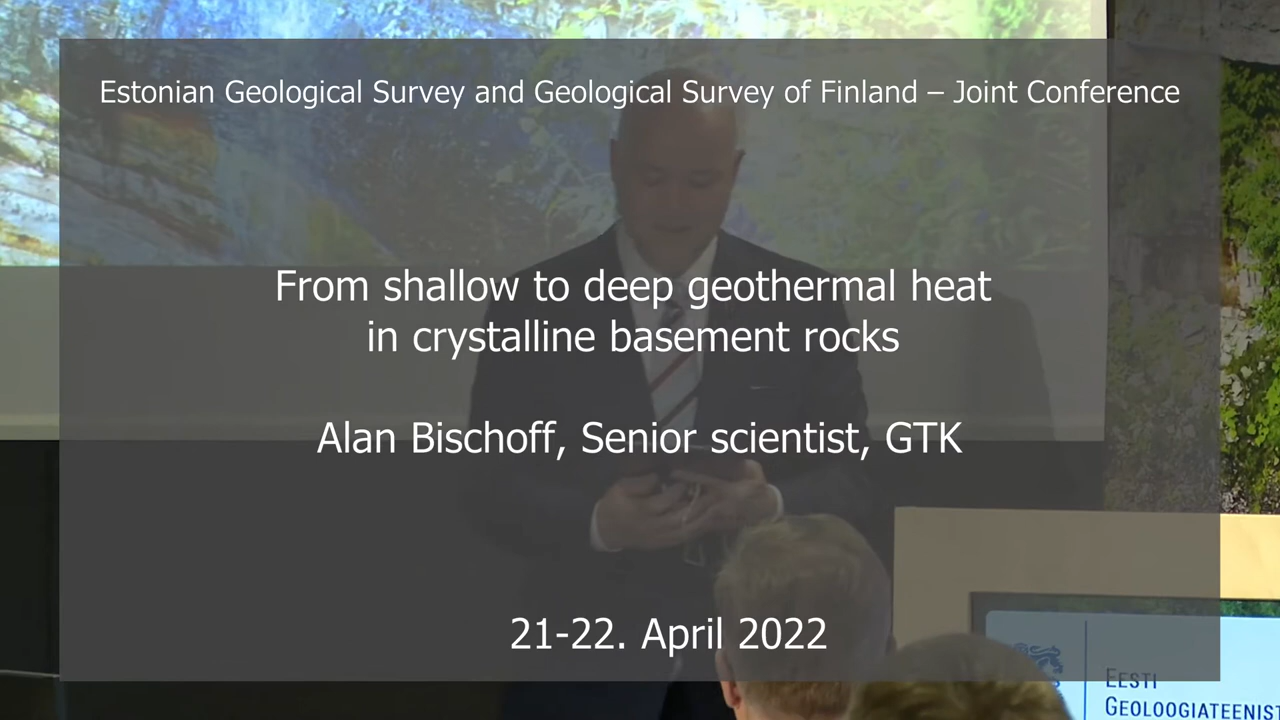 Estonian Geological Survey and Geological Survey of Finland – Joint Conference
From shallow to deep geothermal heat
in crystalline basement rocks
Alan Bischoff, Senior scientist, GTK
21-22. April 2022
EESTI
GEOLOOGIATEENIST